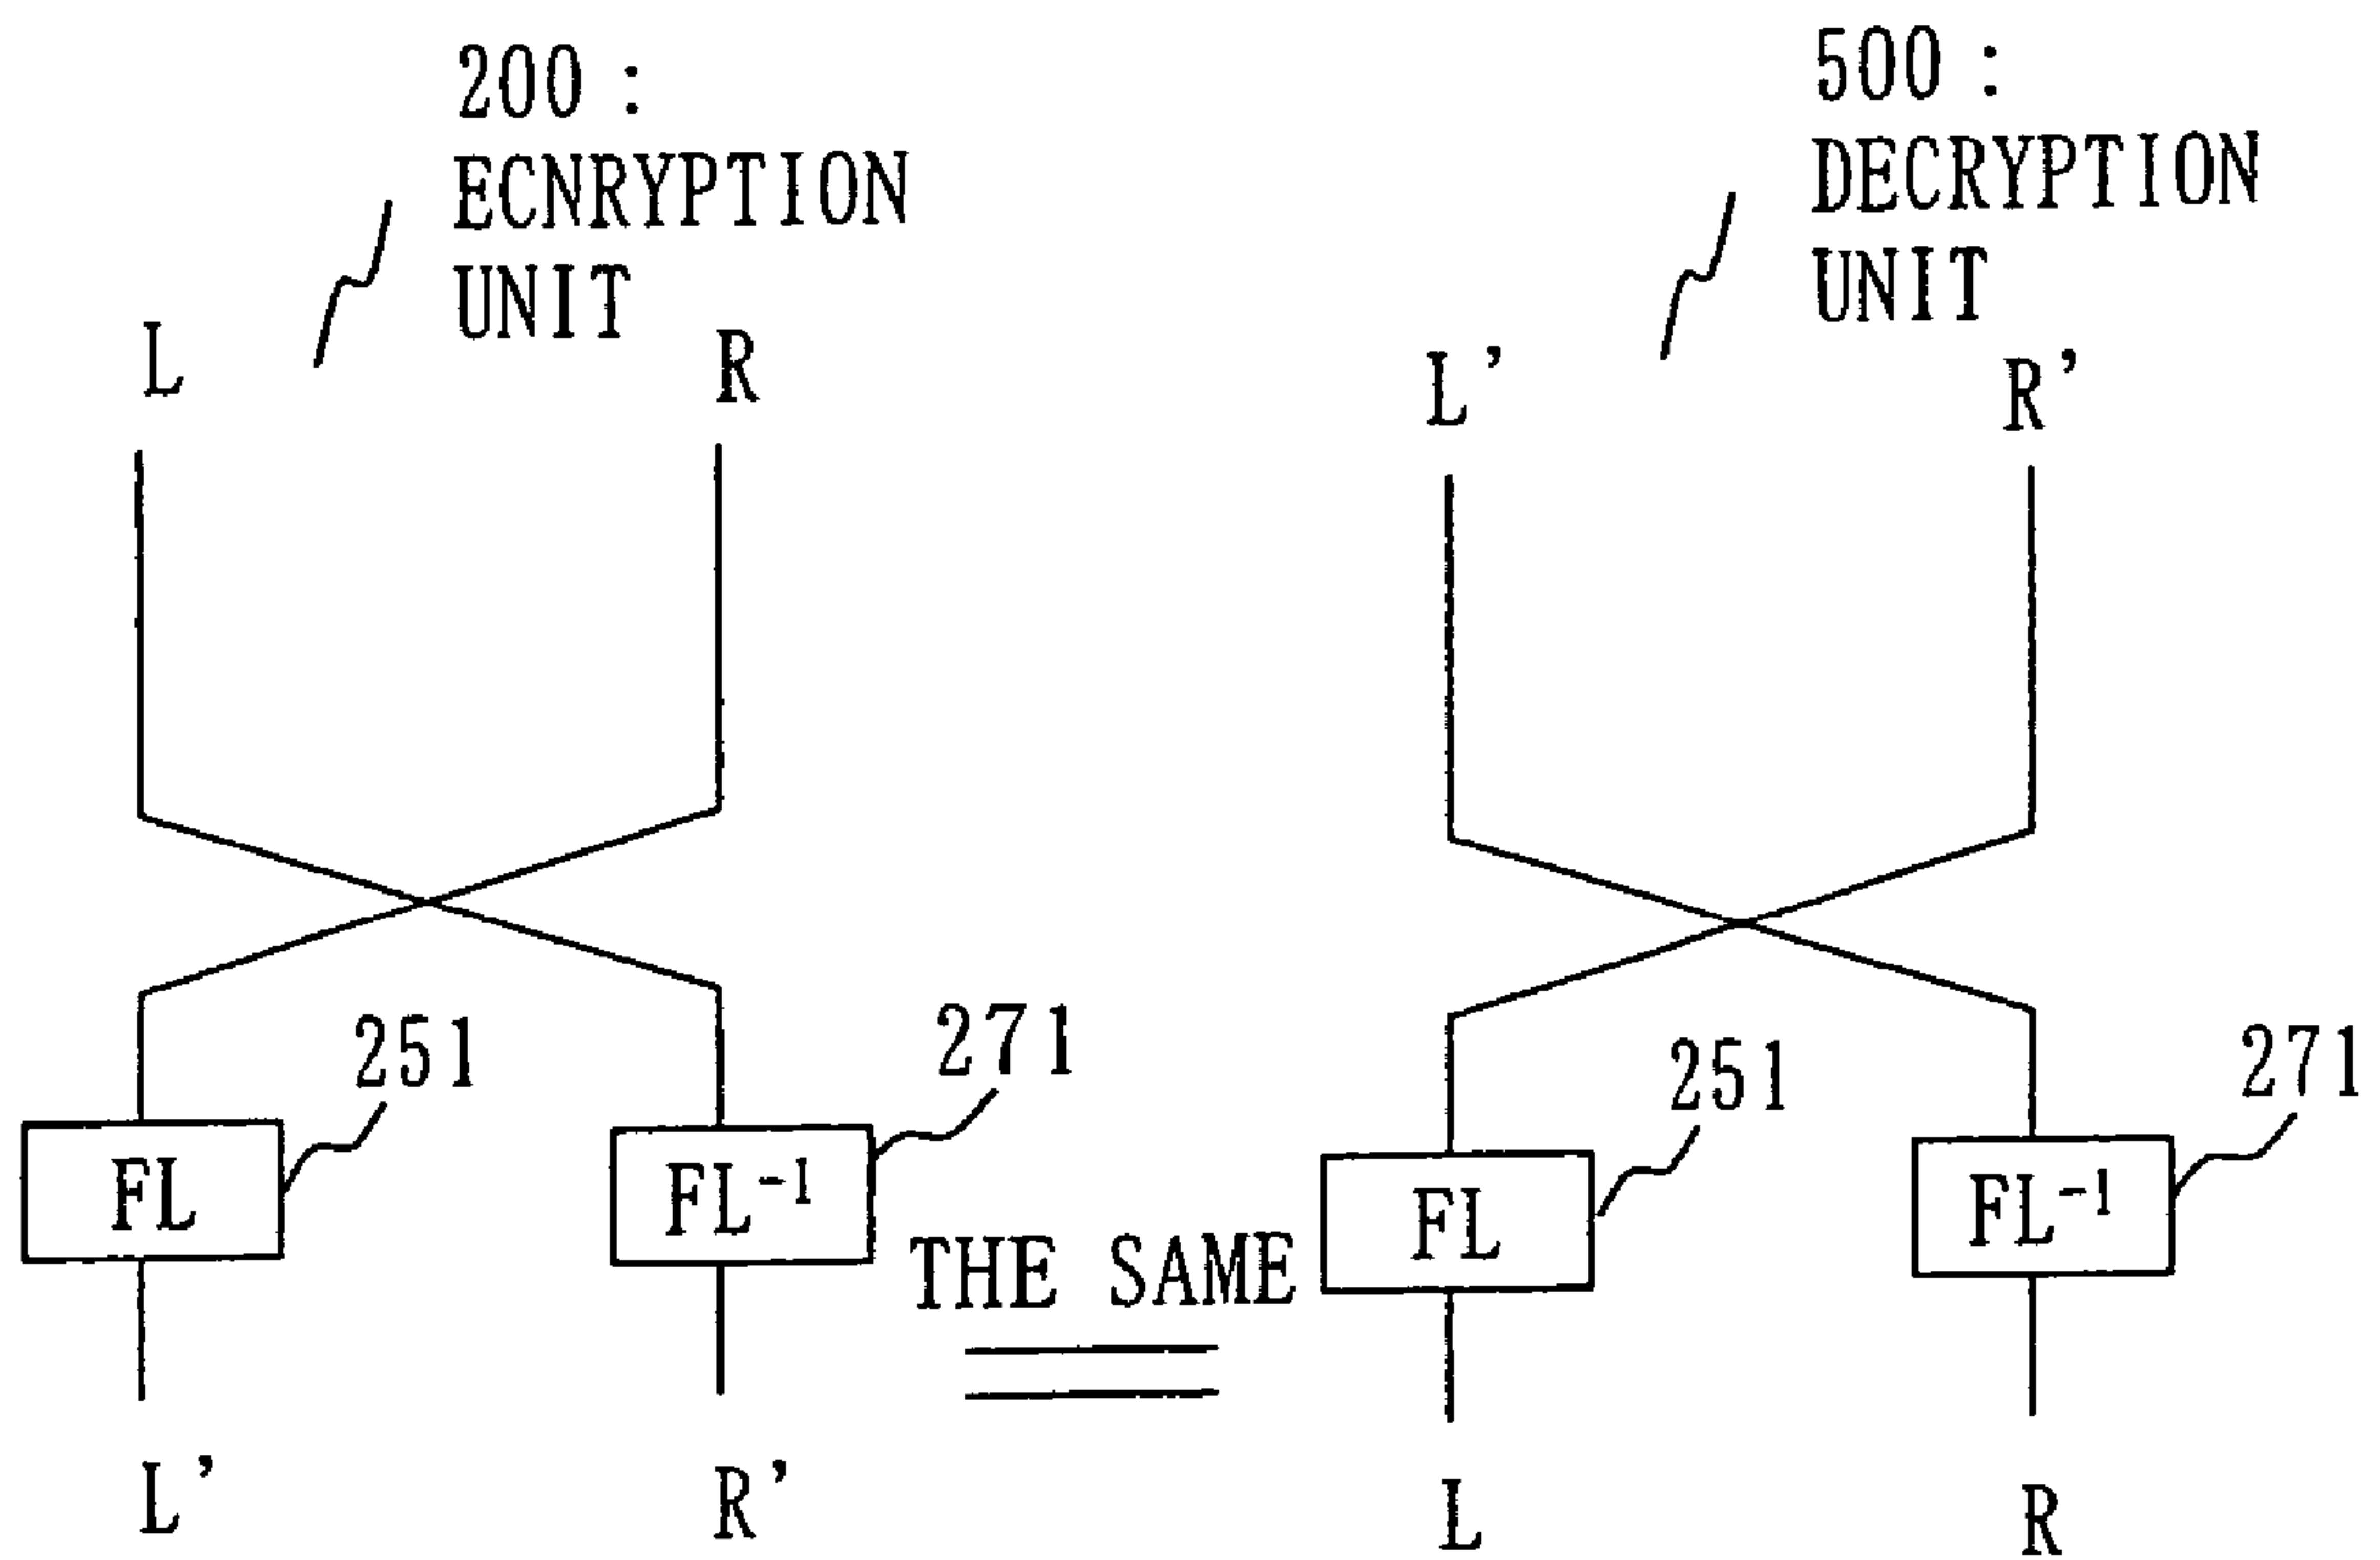 200 :
ECNRYPTION
UNIT
L
R
500 :
DECRYPTION
UNIT
L'
R'
251
271
FL
FL⁻¹
THE SAME
251
271
FL
FL⁻¹
L'
R'
L
R